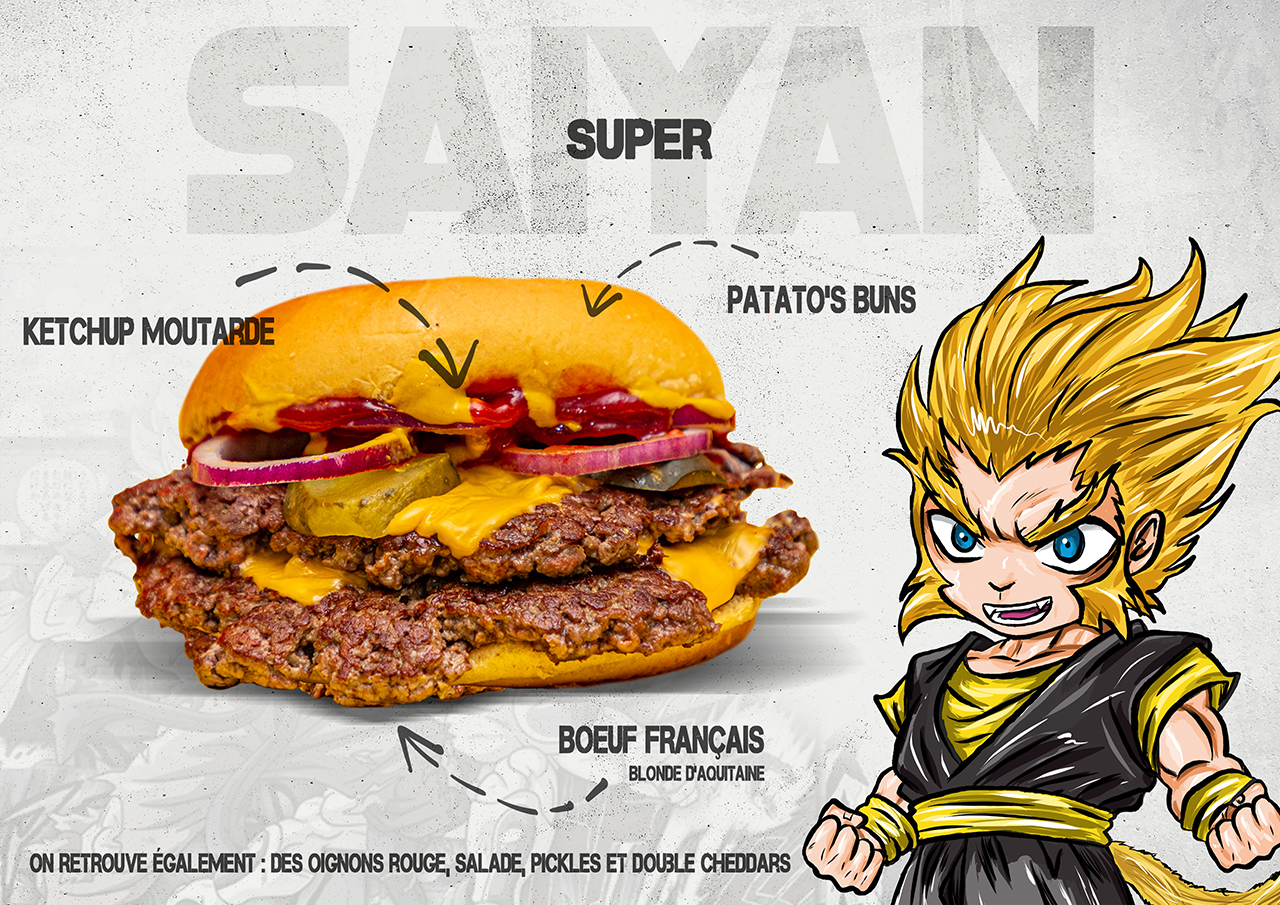 SAIYAN
SUPER
PATATO'S BUNS
KETCHUP MOUTARDE
BOEUF FRANÇAIS
BLONDE D'AQUITAINE
ON RETROUVE ÉGALEMENT : DES OIGNONS ROUGE, SALADE, PICKLES ET DOUBLE CHEDDARS